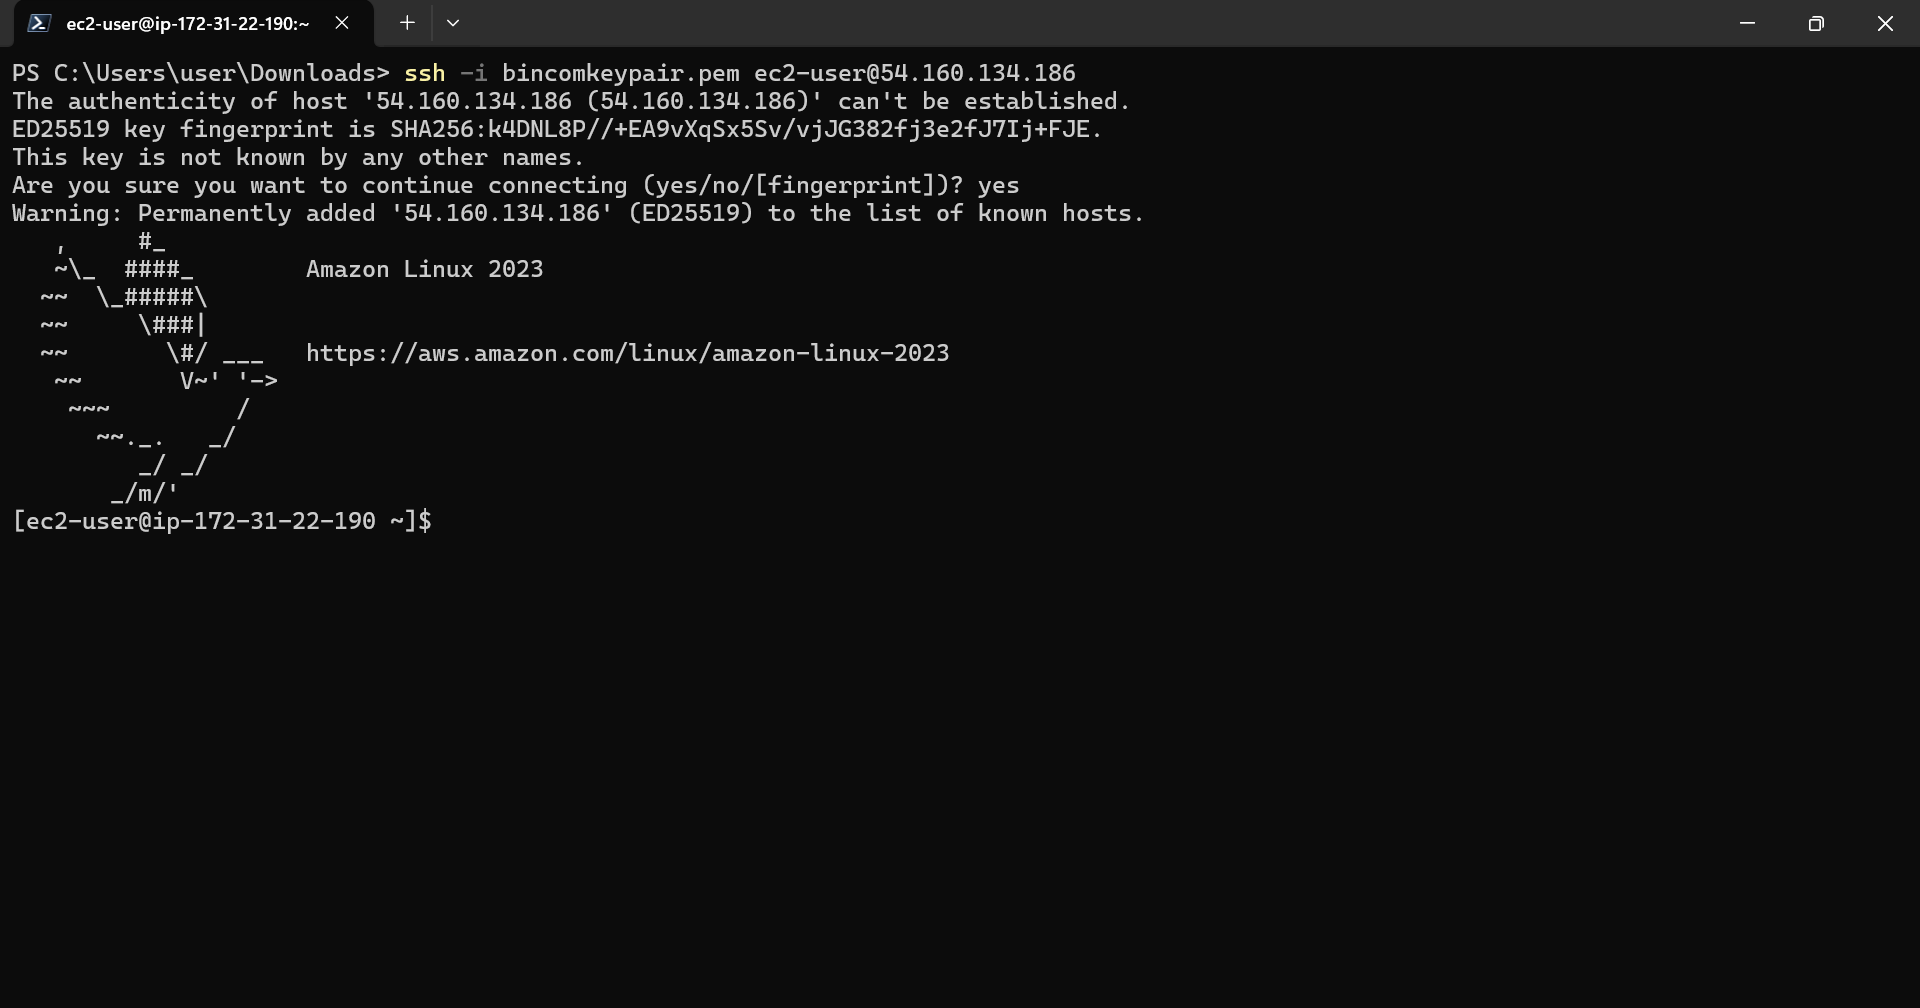 ec2-user@ip-172-31-22-190:~
PS C:\Users\user\Downloads> ssh -i bincomkeypair.pem ec2-user@54.160.134.186
The authenticity of host '54.160.134.186 (54.160.134.186)' can't be established.
ED25519 key fingerprint is SHA256:k4DNL8P//+EA9vXqSx5Sv/vjJG382fj3e2fJ7Ij+FJE.
This key is not known by any other names.
Are you sure you want to continue connecting (yes/no/[fingerprint])? yes
Warning: Permanently added '54.160.134.186' (ED25519) to the list of known hosts.
   ,     #_
   ~\_  ####_        Amazon Linux 2023
  ~~  \_#####\
  ~~     \###|
  ~~       \#/ ___   https://aws.amazon.com/linux/amazon-linux-2023
   ~~       V~' '->
    ~~~         /
      ~~._.   _/
         _/ _/
       _/m/'
[ec2-user@ip-172-31-22-190 ~]$